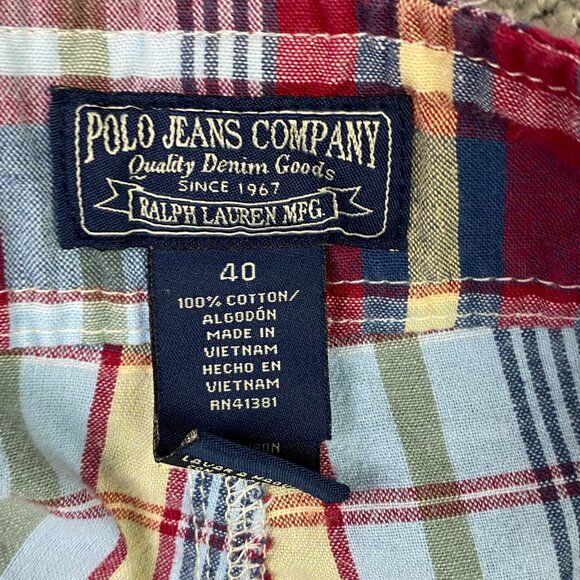 POLO JEANS COMPANY
Quality Denim Goods
SINCE 1967
RALPH LAUREN MFG.
40
100% COTTON/
ALGODÓN
MADE IN
VIETNAM
HECHO EN
VIETNAM
RN41381